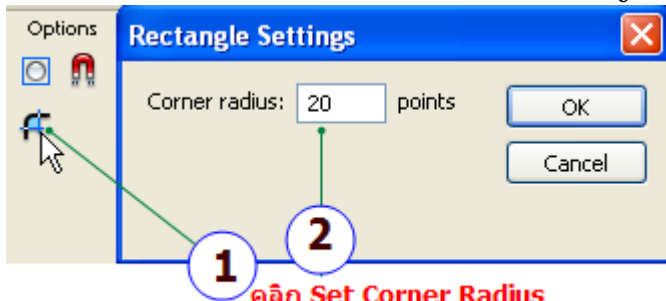 Options
Rectangle Settings
Corner radius: 20 points
OK
Cancel
1
2
คลิก Set Corner Radius